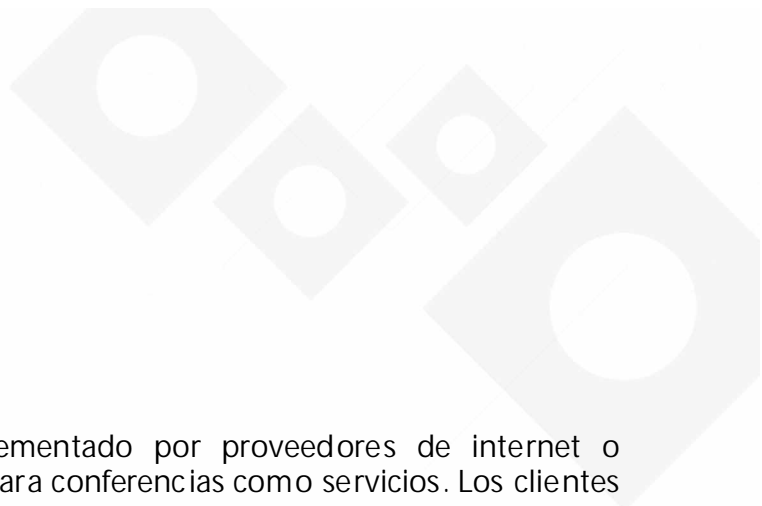 ementado por proveedores de internet o
ara conferencias como servicios. Los clientes